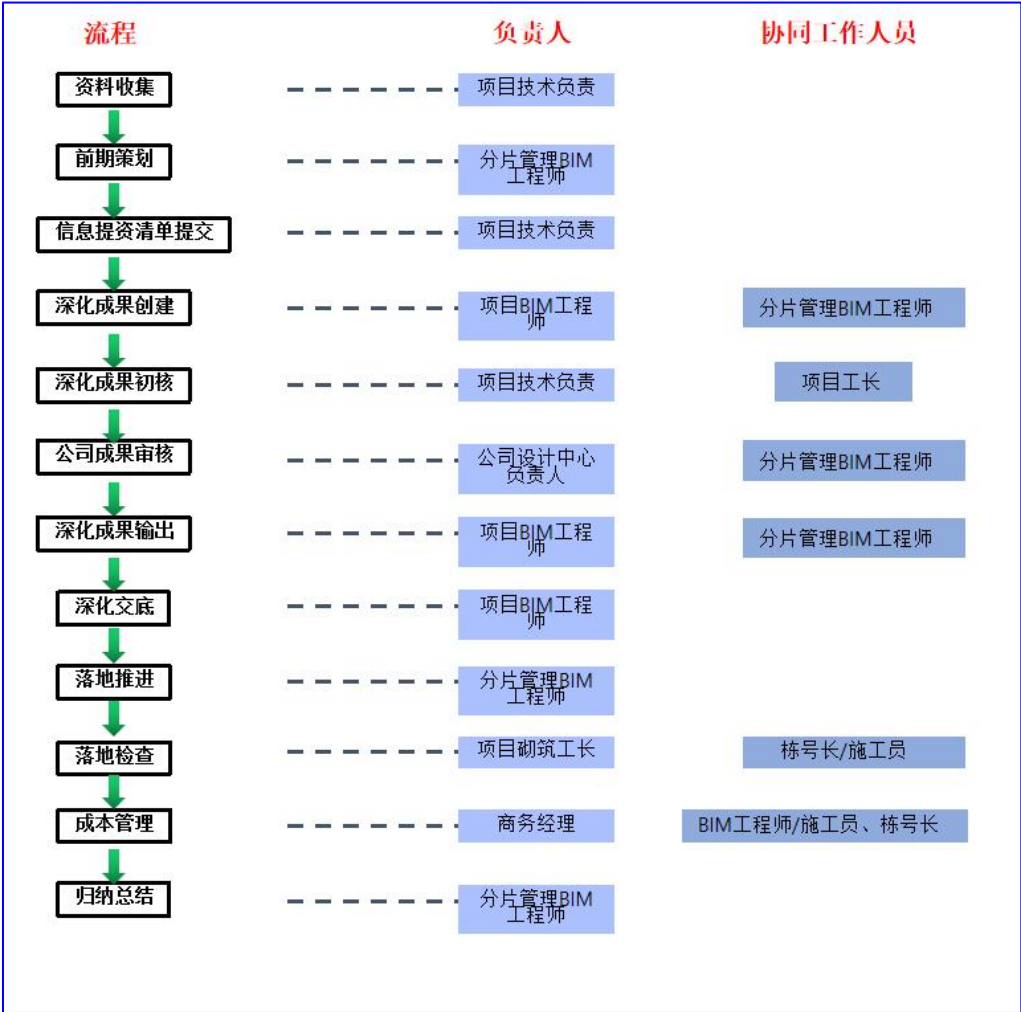 流程 负责人 协同工作人员
资料收集 项目技术负责
前期策划 分片管理BIM
工程师
信息提资清单提交 项目技术负责
深化成果创建 项目BIM工程
师 分片管理BIM工程师
深化成果初核 项目技术负责 项目工长
公司成果审核 公司设计中心
负责人 分片管理BIM工程师
深化成果输出 项目BIM工程
师 分片管理BIM工程师
深化交底 项目BIM工程
师
落地推进 分片管理BIM
工程师
落地检查 项目砌筑工长 栋号长/施工员
成本管理 商务经理 BIM工程师/施工员、栋号长
归纳总结 分片管理BIM
工程师